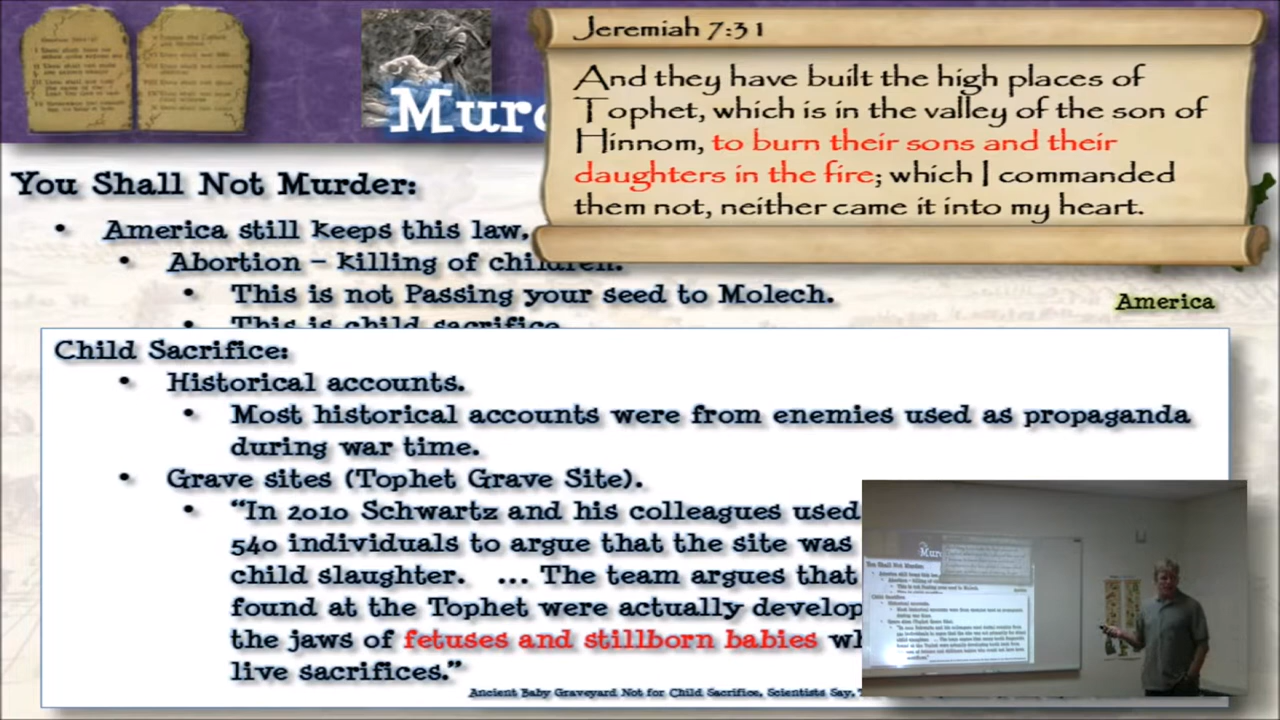 Murd
Jeremiah 7:31
And they have built the high places of
Tophet, which is in the valley of the son of
Hinnom, to burn their sons and their
daughters in the fire; which I commanded
them not, neither came it into my heart.
You Shall Not Murder:
• America still keeps this law.
• Abortion – killing of children.
• This is not Passing your seed to Molech.
• This is child sacrifice
America
Child Sacrifice:
• Historical accounts.
• Most historical accounts were from enemies used as propaganda
during war time.
• Grave sites (Tophet Grave Site).
• “In 2010 Schwartz and his colleagues used
540 individuals to argue that the site was
child slaughter. ... The team argues that
found at the Tophet were actually develop
the jaws of fetuses and stillborn babies wh
live sacrifices.”
Ancient Baby Graveyard Not for Child Sacrifice, Scientists Say,